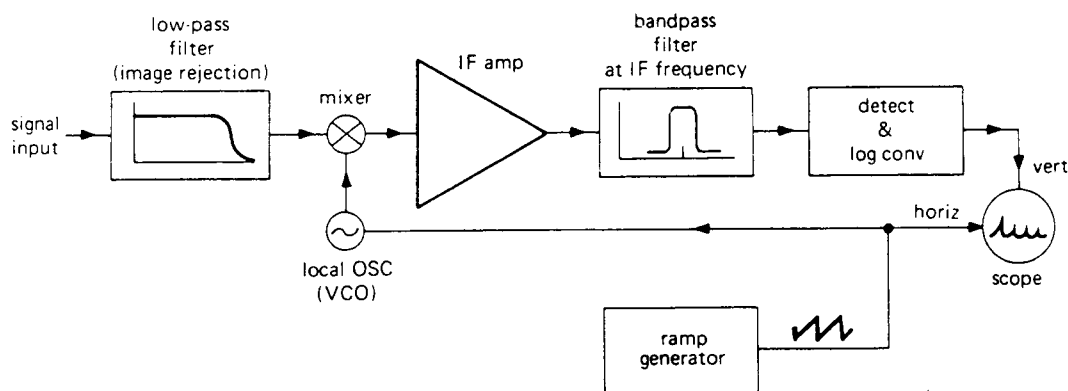 low-pass
filter
(image rejection)
signal
input
mixer
local OSC
(VCO)
IF amp
bandpass
filter
at IF frequency
detect
&
log conv
vert
horiz
scope
ramp
generator